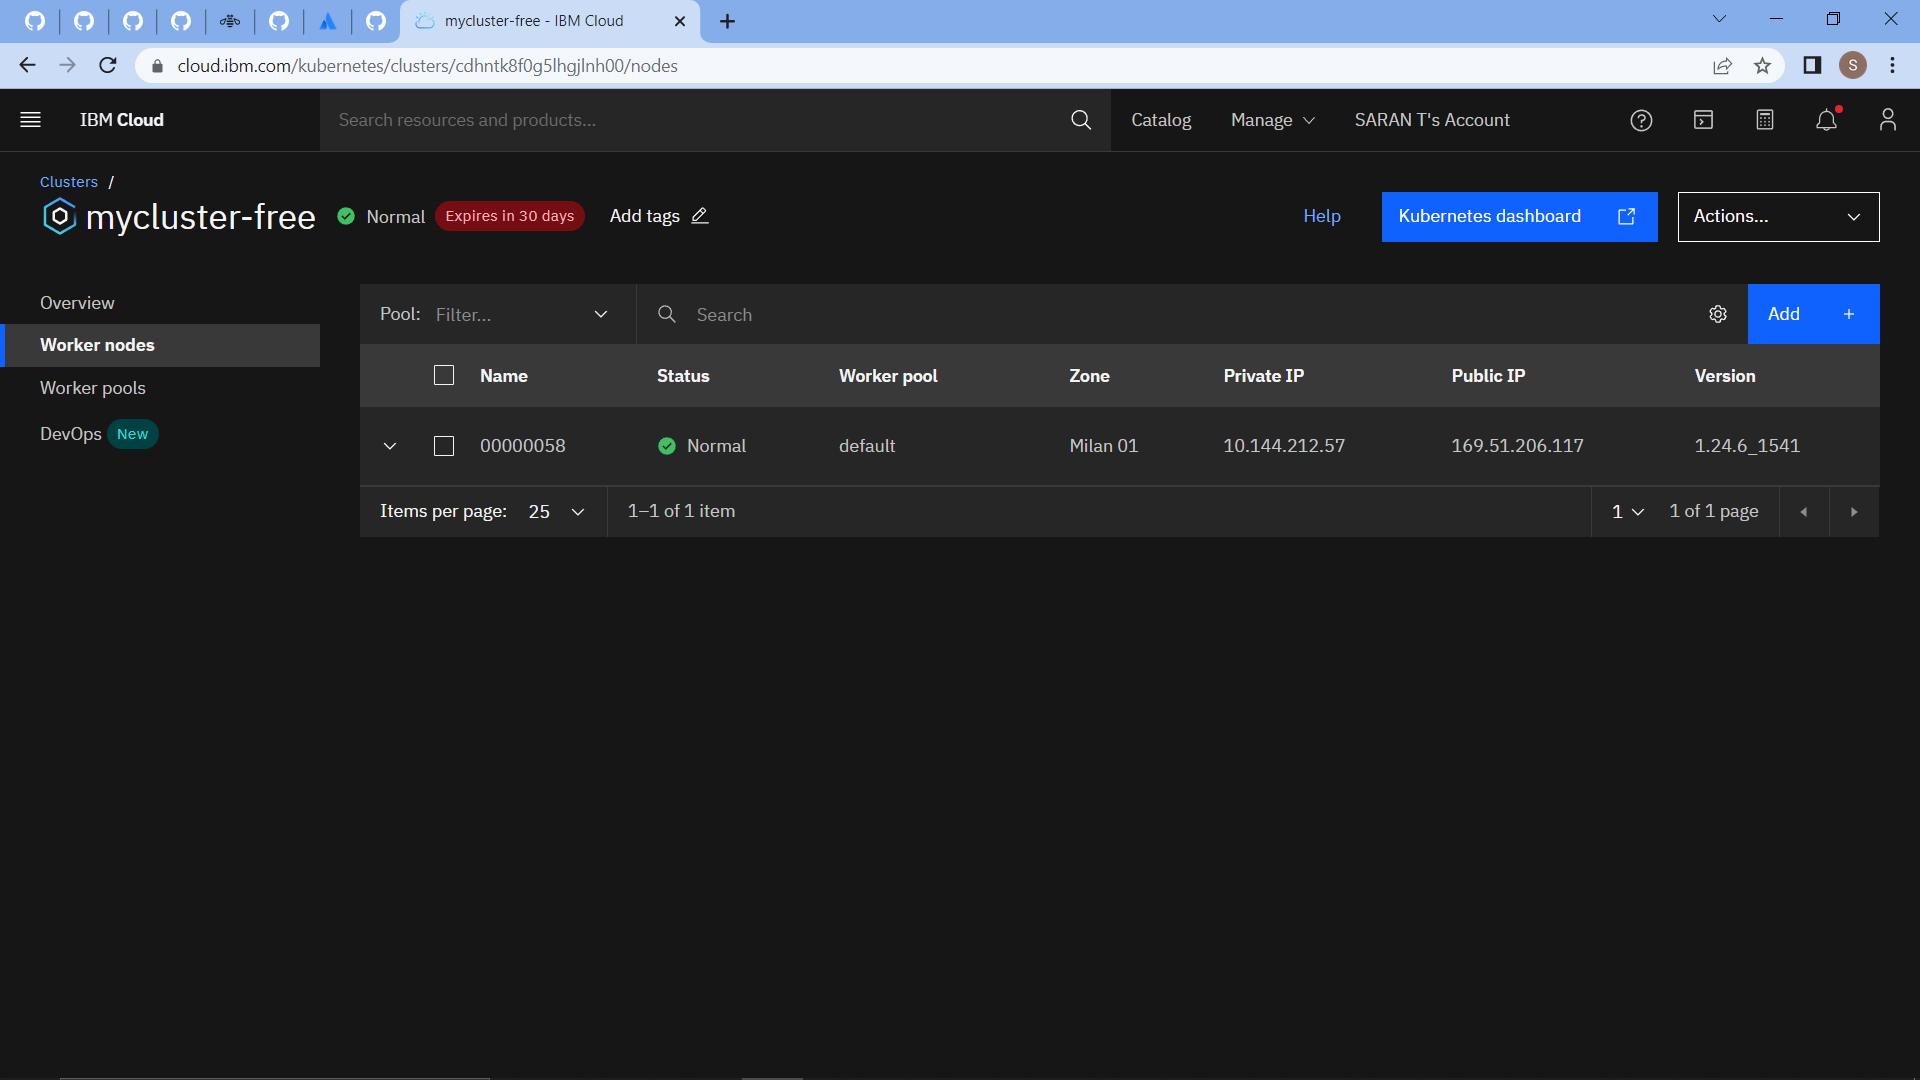 mycluster-free - IBM Cloud
cloud.ibm.com/kubernetes/clusters/cdhntk8f0g5lhgjlnh00/nodes
S
IBM Cloud
Search resources and products...
Catalog
Manage
SARAN T's Account
Clusters /
mycluster-free
Normal
Expires in 30 days
Add tags
Help
Kubernetes dashboard
Actions...
Overview
Worker nodes
Worker pools
DevOps New
Pool: Filter...
Search
Add +
Name Status Worker pool Zone Private IP Public IP Version
00000058 Normal default Milan 01 10.144.212.57 169.51.206.117 1.24.6_1541
Items per page: 25
1–1 of 1 item
1
1 of 1 page